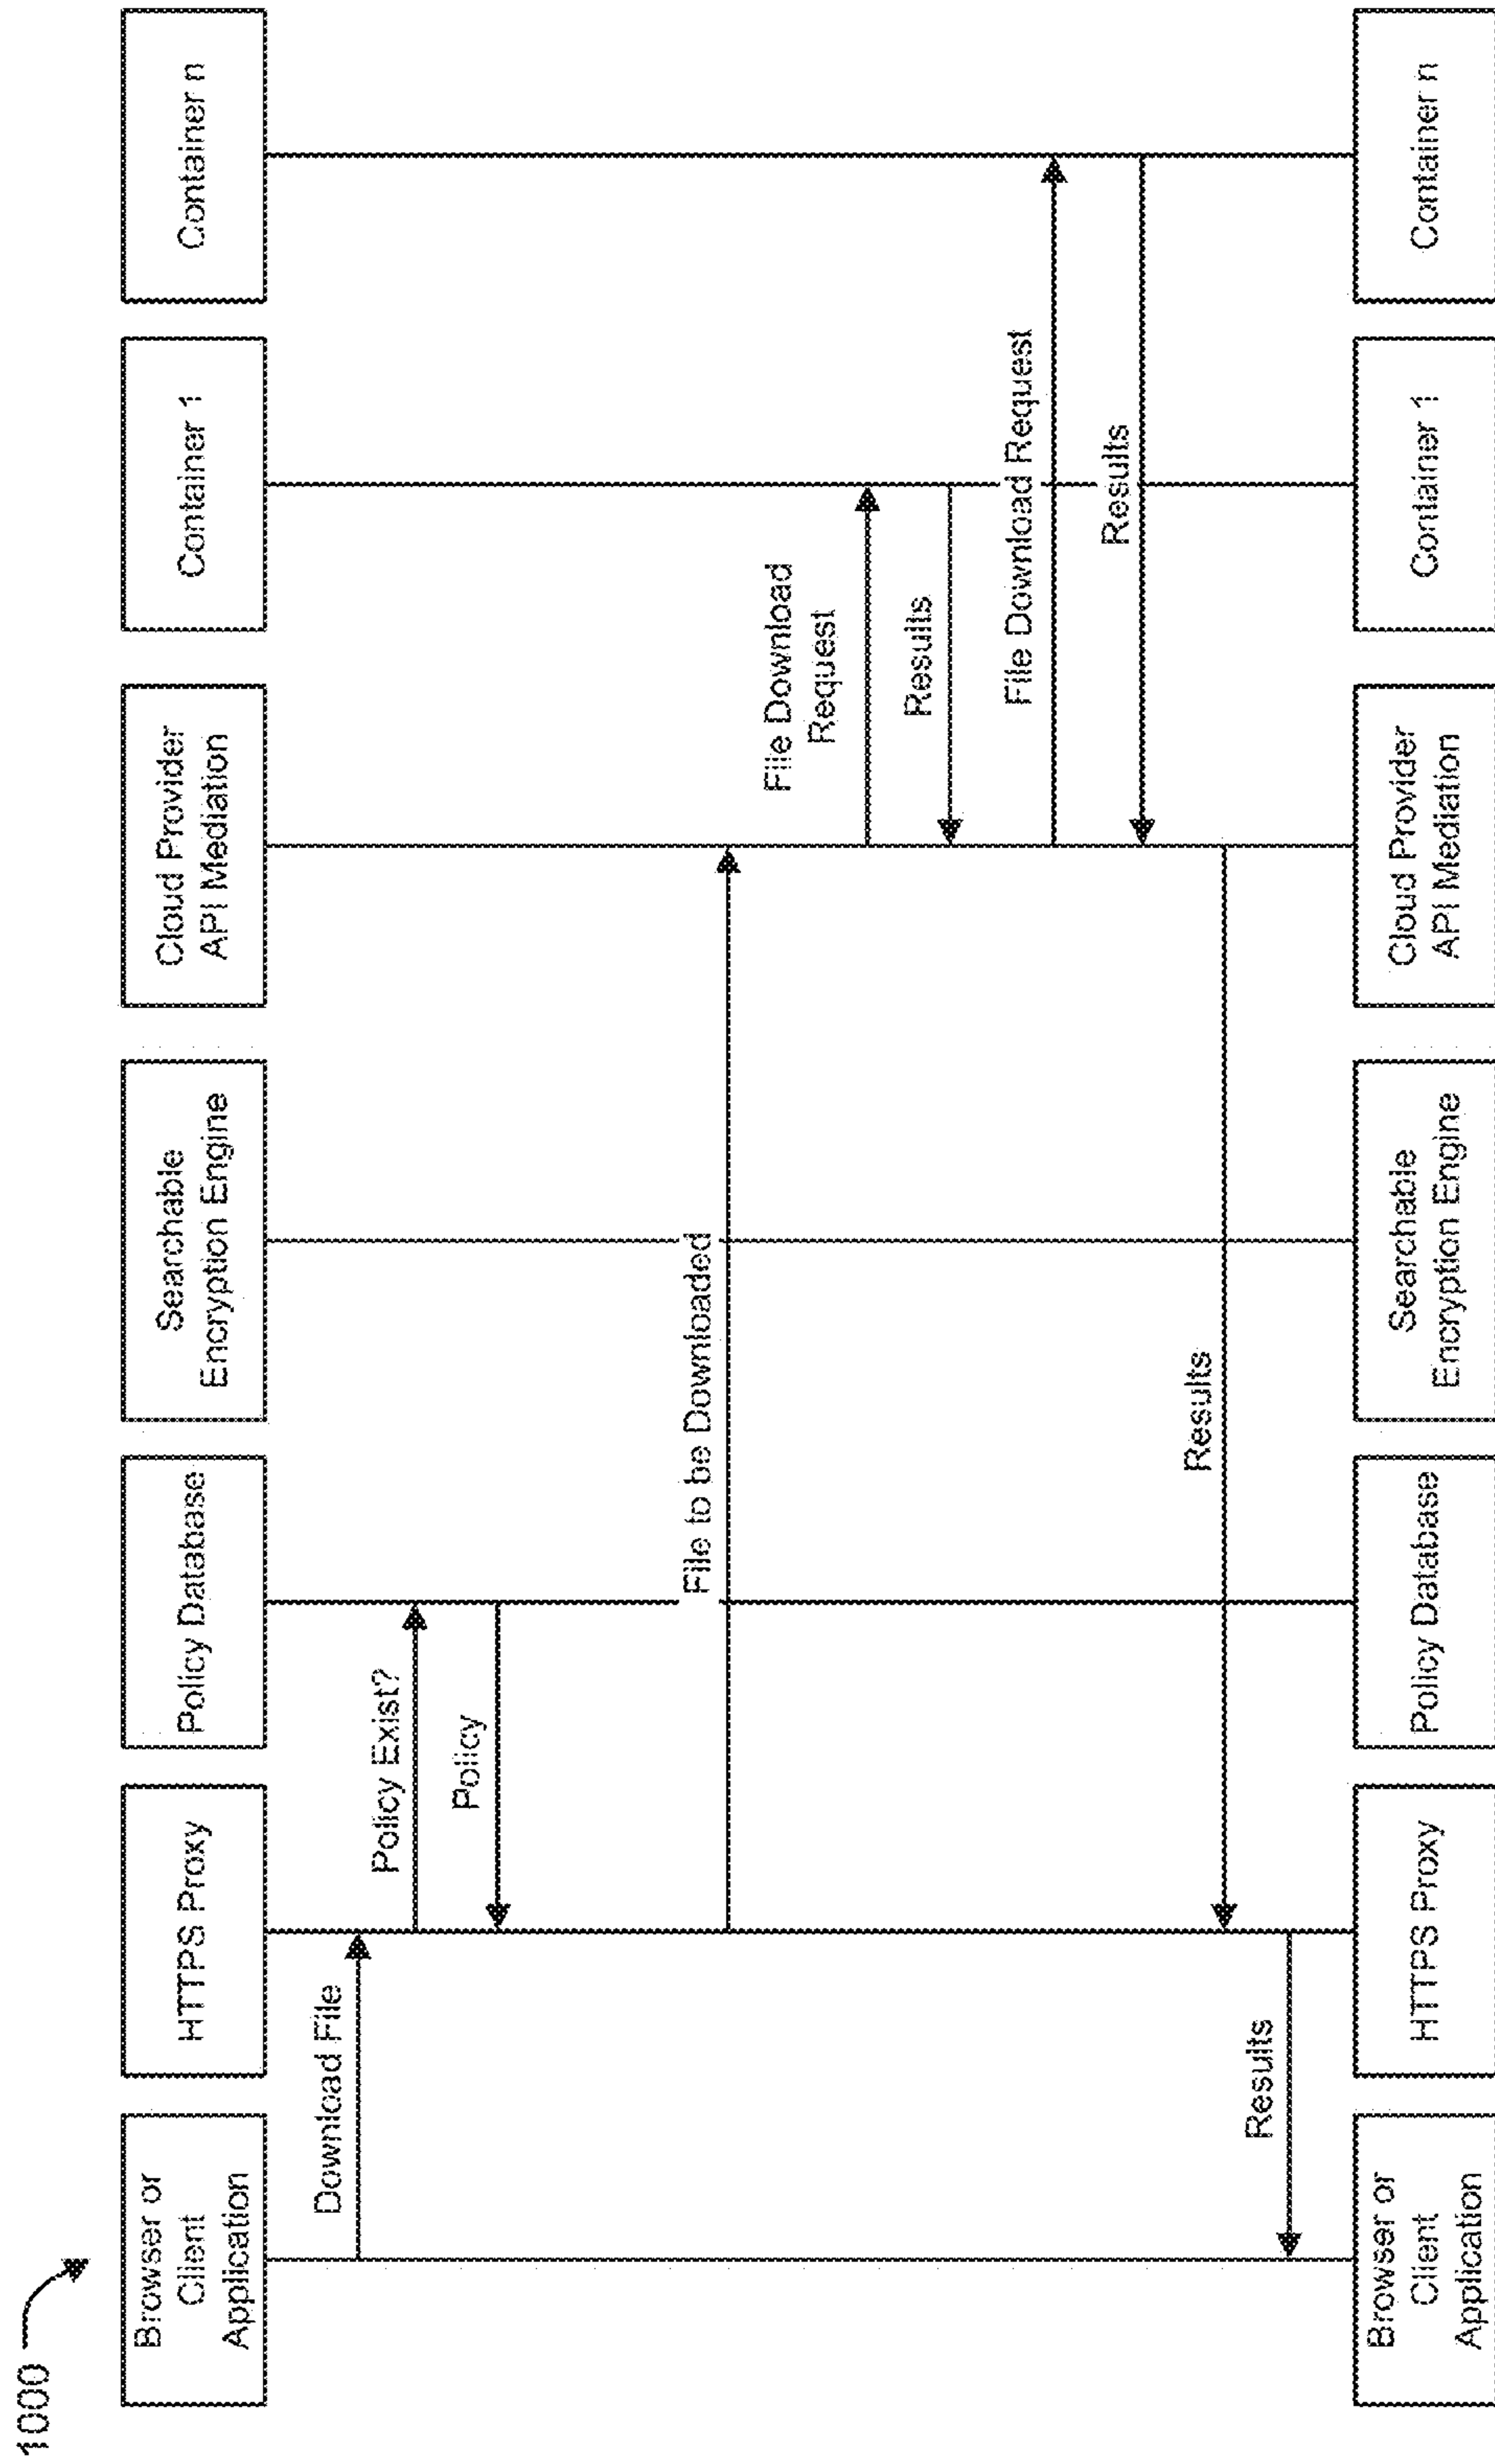 1000
Browser or
Client
Application
HTTPS Proxy
Policy Database
Searchable
Encryption Engine
Cloud Provider
API Mediation
Container 1
Container n
Download File
Policy Exist?
Policy
File to be Downloaded
File Download
Request
Results
File Download Request
Results
Results
Results
Browser or
Client
Application
HTTPS Proxy
Policy Database
Searchable
Encryption Engine
Cloud Provider
API Mediation
Container 1
Container n